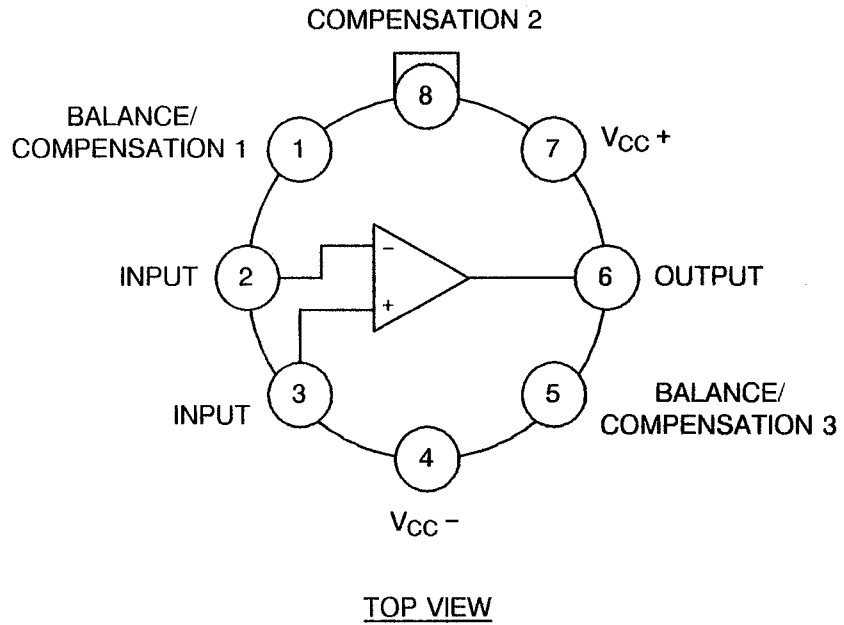 COMPENSATION 2
8
BALANCE/
COMPENSATION 1
1
7
VCC +
INPUT
2
−
6
OUTPUT
+
INPUT
3
5
BALANCE/
COMPENSATION 3
4
VCC −
TOP VIEW